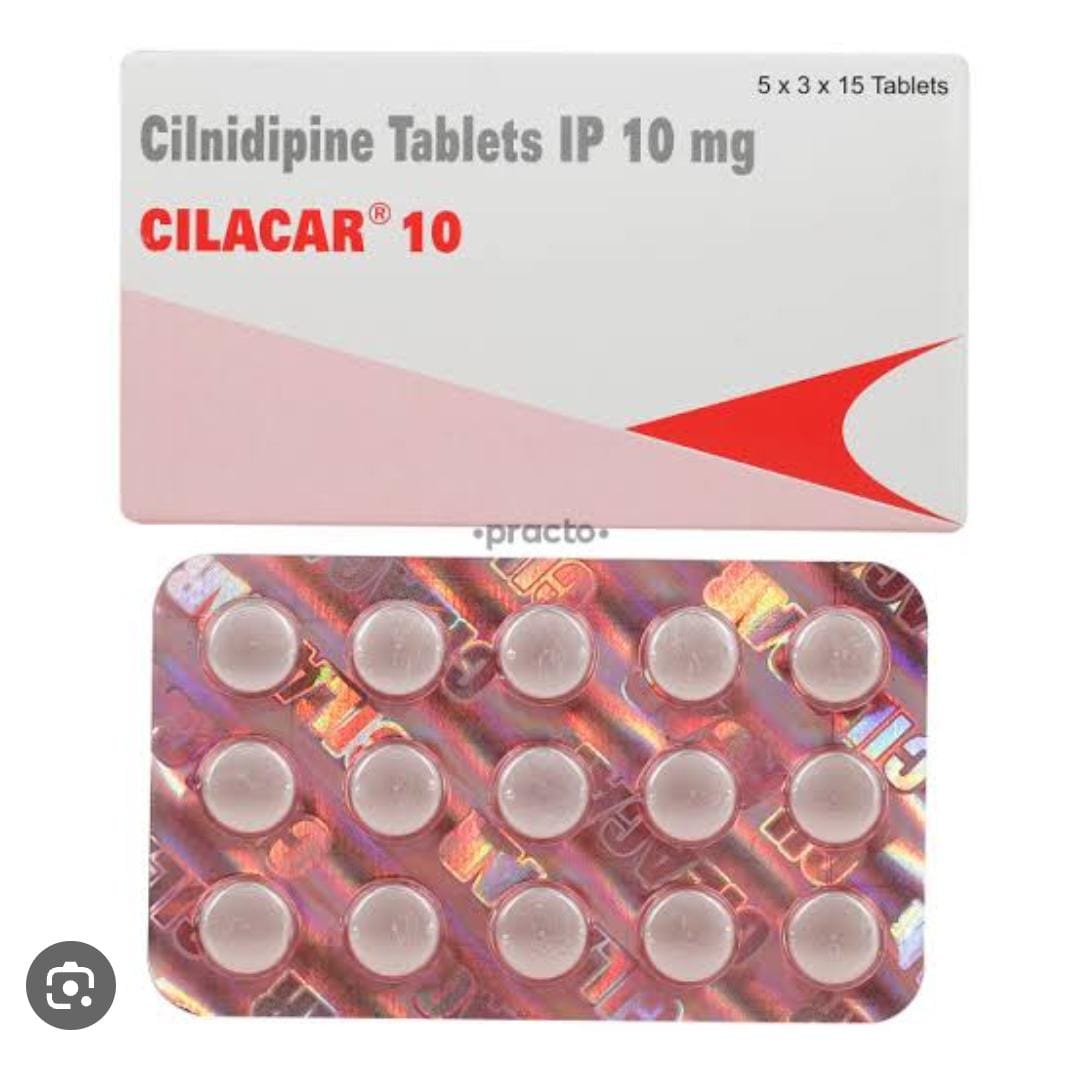 5 x 3 x 15 Tablets
Cilnidipine Tablets IP 10 mg
CILACAR® 10
•practo•